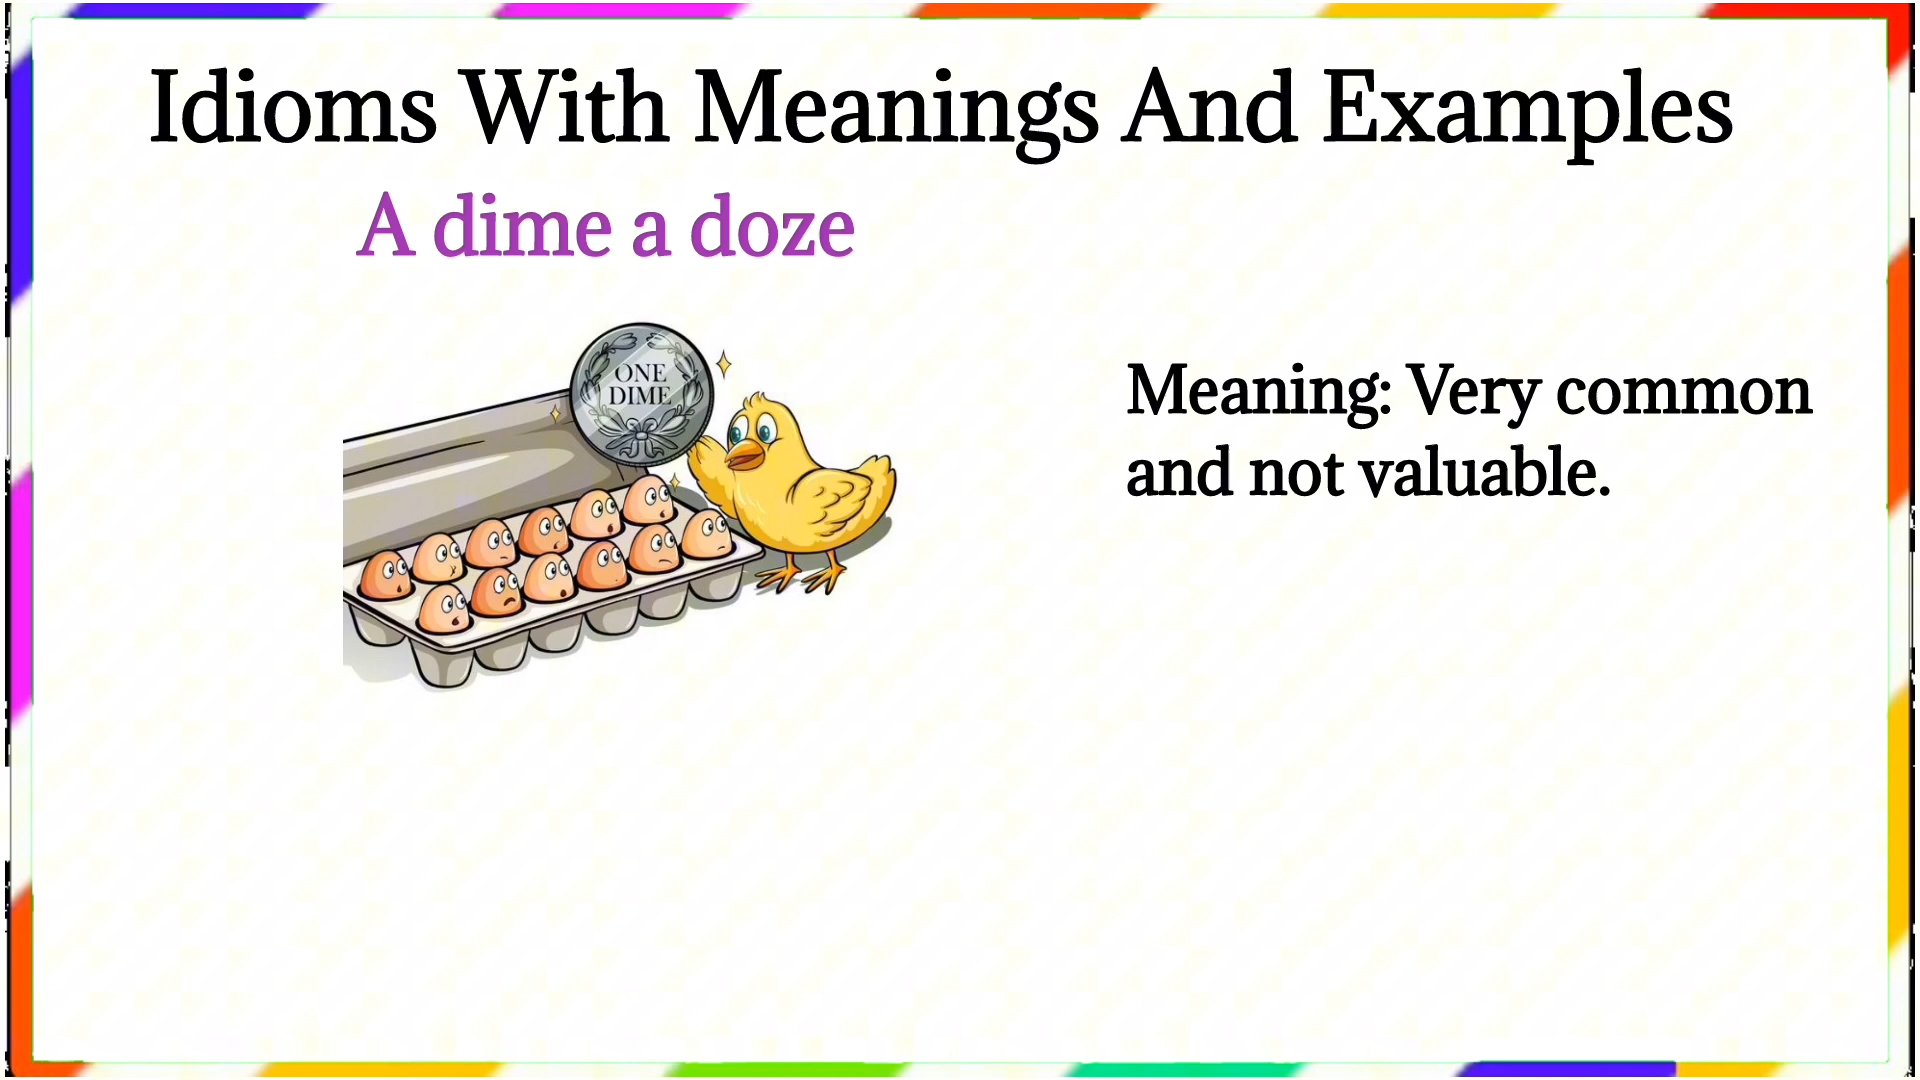 Idioms With Meanings And Examples
A dime a doze
ONE
DIME
Meaning: Very common
and not valuable.